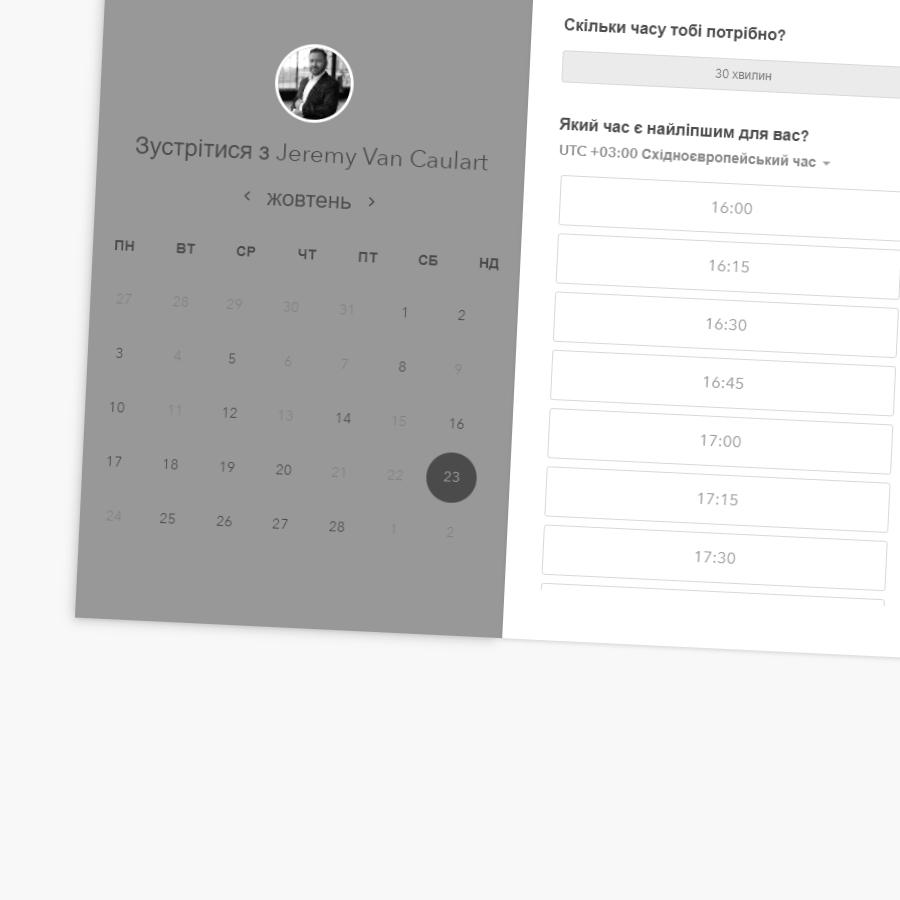 Зустрітися з Jeremy Van Caulart
‹ жовтень ›
ПН ВТ СР ЧТ ПТ СБ НД
27 28 29 30 31 1 2
3 4 5 6 7 8 9
10 11 12 13 14 15 16
17 18 19 20 21 22 23
24 25 26 27 28 1 2
Скільки часу тобі потрібно?
30 хвилин
Який час є найліпшим для вас?
UTC +03:00 Східноєвропейський час
16:00
16:15
16:30
16:45
17:00
17:15
17:30